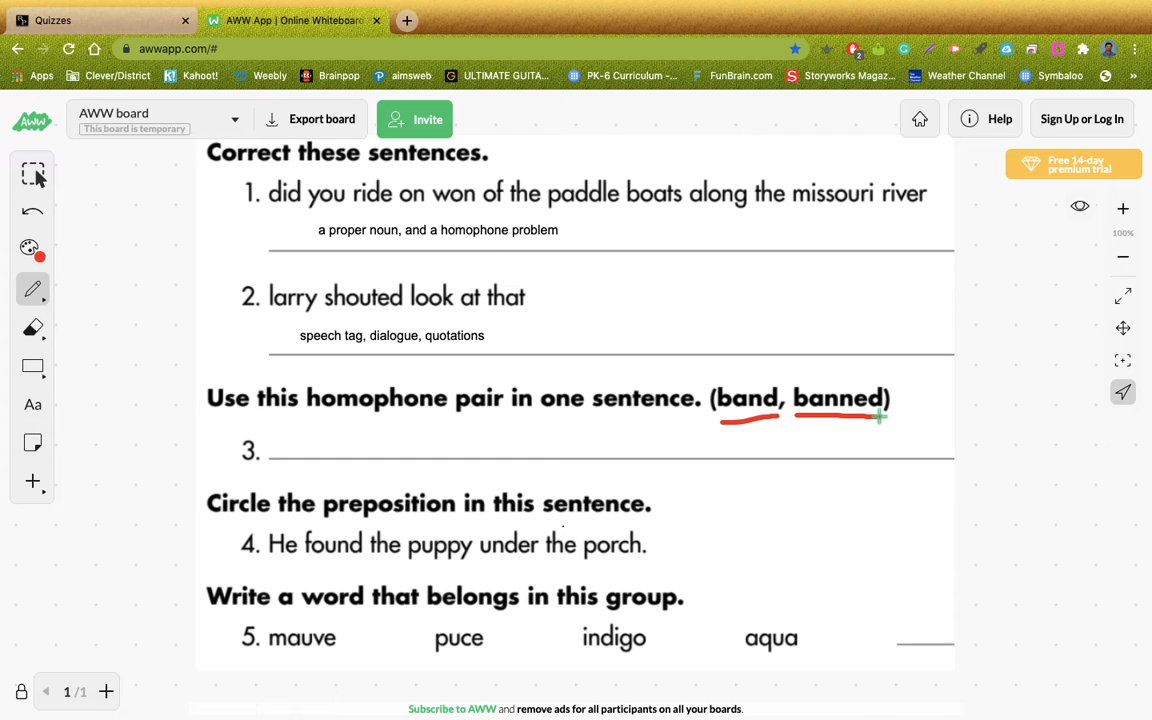 Quizzes
AWW App | Online Whiteboard
awwapp.com/#
Apps
Clever/District
Kahoot!
Weebly
Brainpop
aimsweb
ULTIMATE GUITA...
PK-6 Curriculum –...
FunBrain.com
Storyworks Magaz...
Weather Channel
Symbaloo
AWW
AWW board
This board is temporary
Export board
Invite
Help
Sign Up or Log In
Free 14-day
premium trial
100%
Correct these sentences.
1. did you ride on won of the paddle boats along the missouri river
a proper noun, and a homophone problem
2. larry shouted look at that
speech tag, dialogue, quotations
Use this homophone pair in one sentence. (band, banned)
3.
Circle the preposition in this sentence.
4. He found the puppy under the porch.
Write a word that belongs in this group.
5. mauve puce indigo aqua
Aa
1 /1
Subscribe to AWW and remove ads for all participants on all your boards.